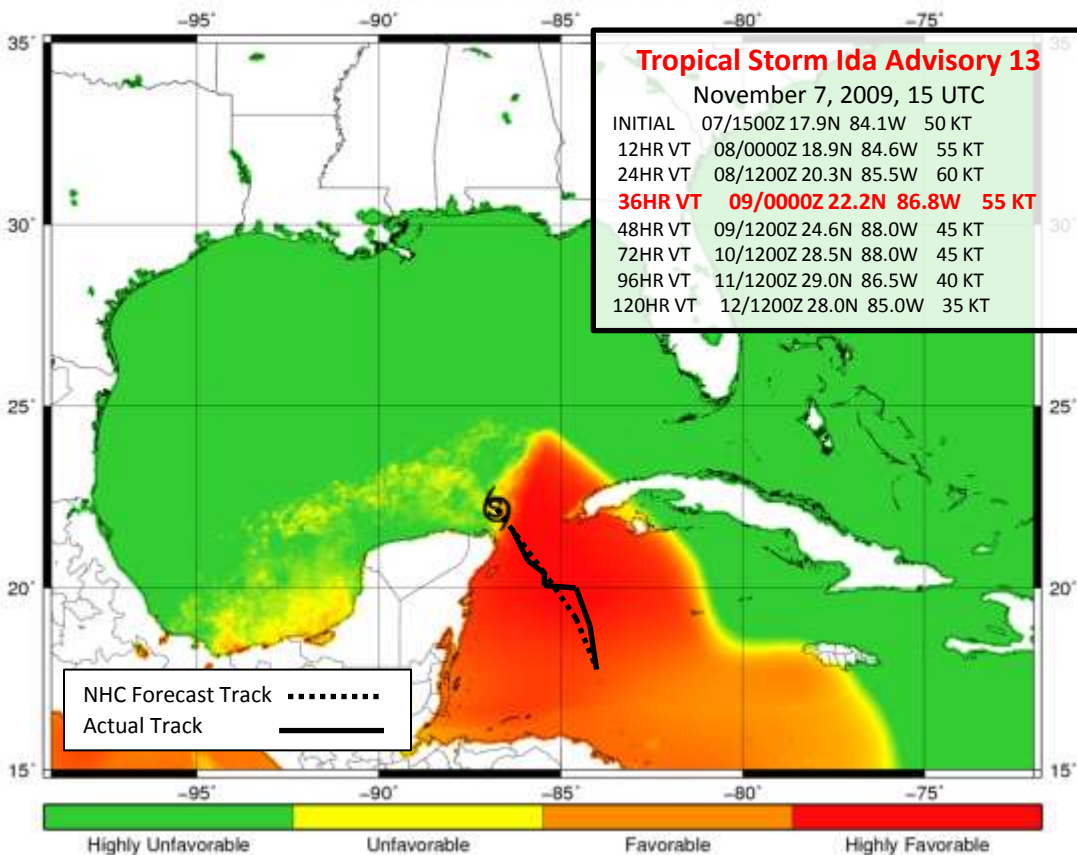 −95° −90° −85° −80° −75°
35° 35°
Tropical Storm Ida Advisory 13
November 7, 2009, 15 UTC
INITIAL 07/1500Z 17.9N 84.1W 50 KT
12HR VT 08/0000Z 18.9N 84.6W 55 KT
24HR VT 08/1200Z 20.3N 85.5W 60 KT
36HR VT 09/0000Z 22.2N 86.8W 55 KT
48HR VT 09/1200Z 24.6N 88.0W 45 KT
72HR VT 10/1200Z 28.5N 88.0W 45 KT
96HR VT 11/1200Z 29.0N 86.5W 40 KT
120HR VT 12/1200Z 28.0N 85.0W 35 KT
30° 30°
25° 25°
20° 20°
NHC Forecast Track
Actual Track
15° 15°
−95° −90° −85° −80° −75°
Highly Unfavorable Unfavorable Favorable Highly Favorable